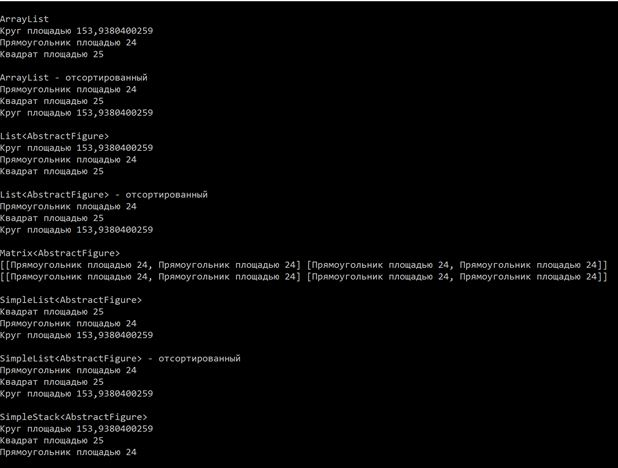 ArrayList
Круг площадью 153,9380400259
Прямоугольник площадью 24
Квадрат площадью 25
ArrayList - отсортированный
Прямоугольник площадью 24
Квадрат площадью 25
Круг площадью 153,9380400259
List<AbstractFigure>
Круг площадью 153,9380400259
Прямоугольник площадью 24
Квадрат площадью 25
List<AbstractFigure> - отсортированный
Прямоугольник площадью 24
Квадрат площадью 25
Круг площадью 153,9380400259
Matrix<AbstractFigure>
[[Прямоугольник площадью 24, Прямоугольник площадью 24] [Прямоугольник площадью 24, Прямоугольник площадью 24]]
[[Прямоугольник площадью 24, Прямоугольник площадью 24] [Прямоугольник площадью 24, Прямоугольник площадью 24]]
SimpleList<AbstractFigure>
Квадрат площадью 25
Прямоугольник площадью 24
Круг площадью 153,9380400259
SimpleList<AbstractFigure> - отсортированный
Прямоугольник площадью 24
Квадрат площадью 25
Круг площадью 153,9380400259
SimpleStack<AbstractFigure>
Круг площадью 153,9380400259
Квадрат площадью 25
Прямоугольник площадью 24